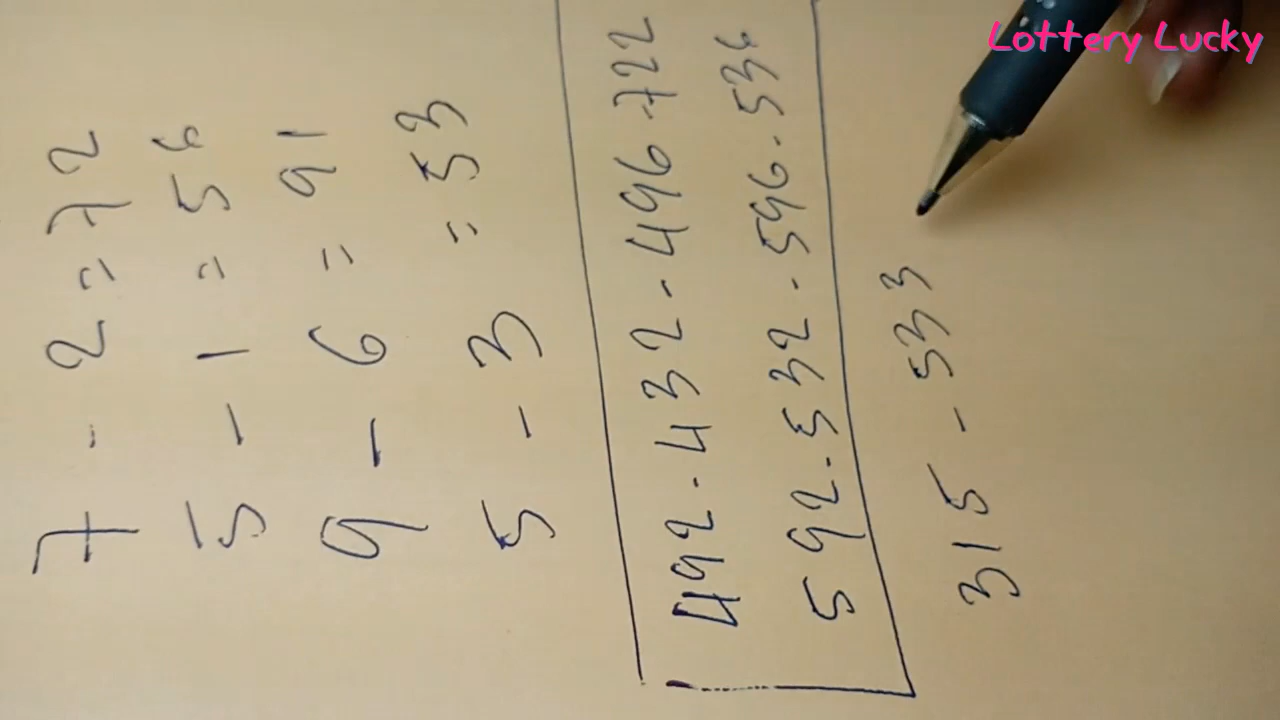 Lottery Lucky
7 - 2 = 72
5 - 1 = 56
9 - 6 = 91
5 - 3 = 53
492 - 432 - 496 - 722
592 - 532 - 596 - 536
315 - 533